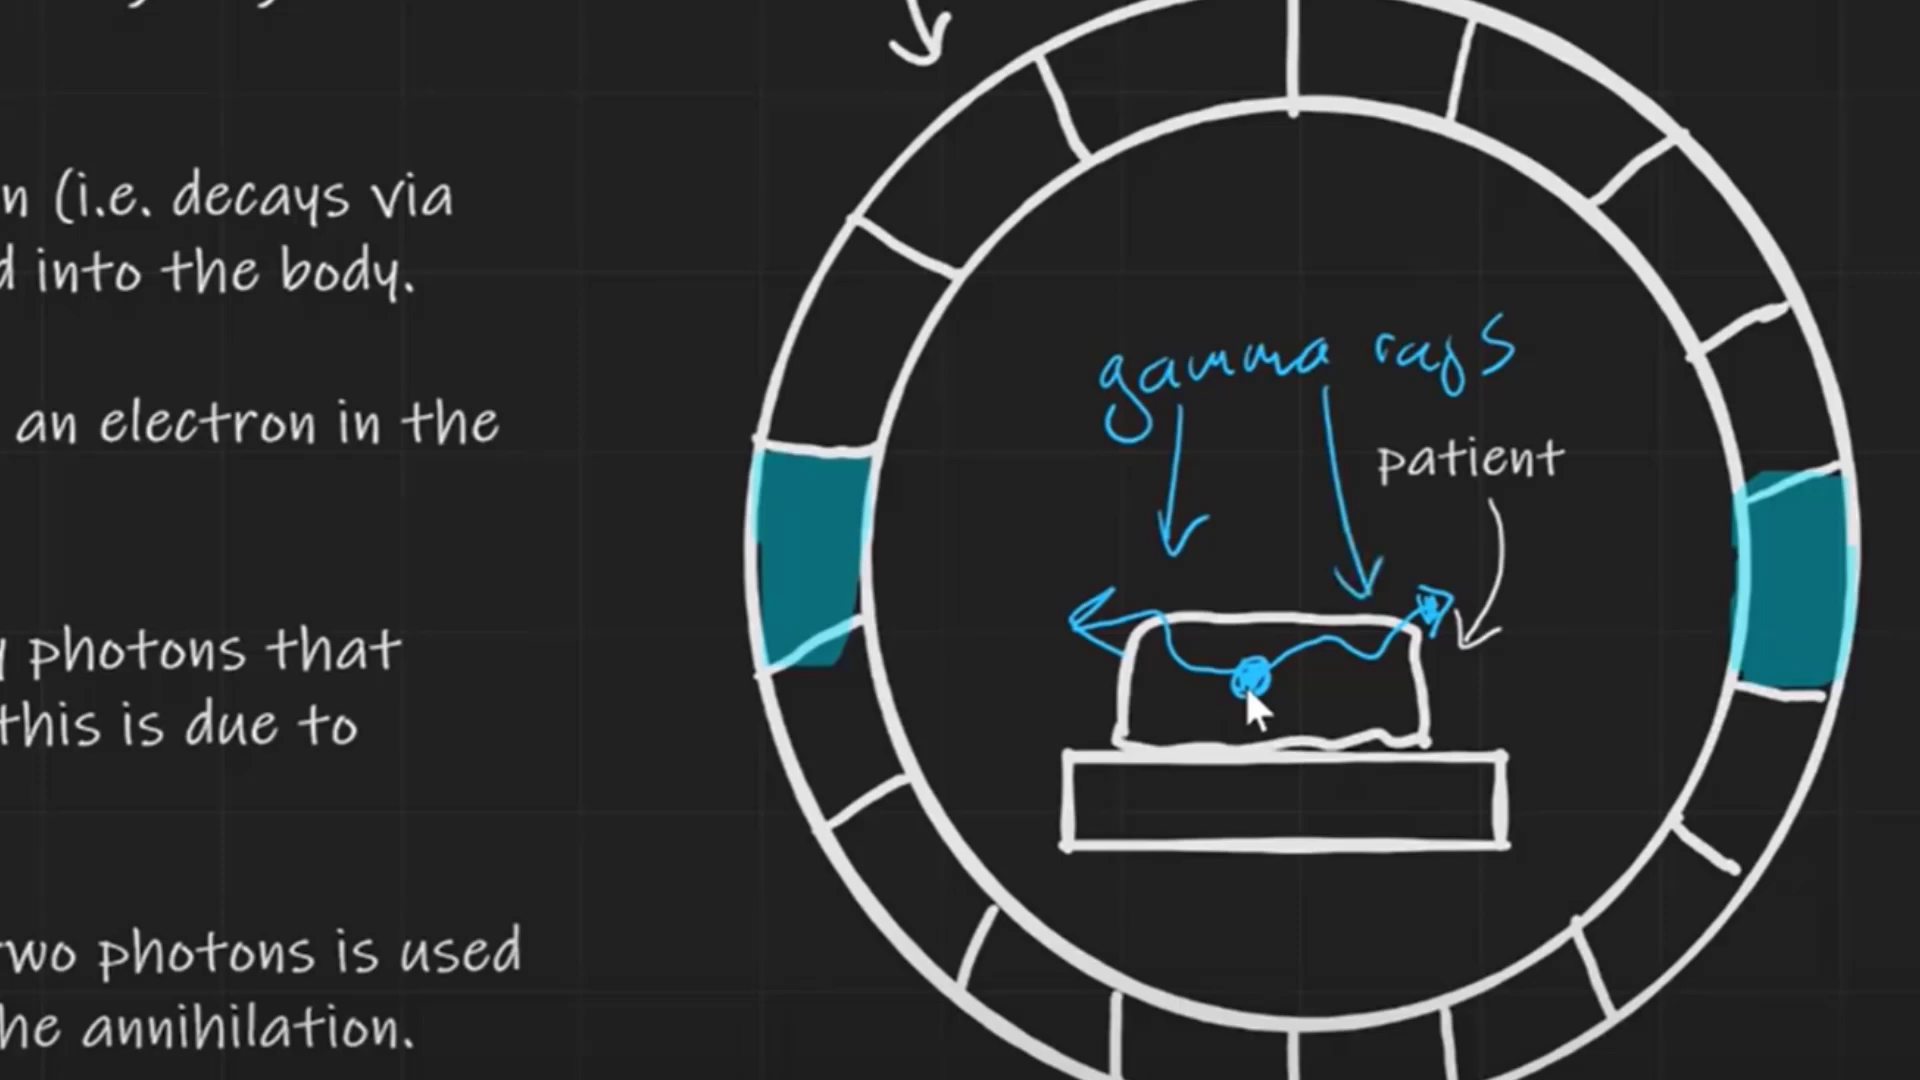 n (i.e. decays via
d into the body.
an electron in the
y photons that
this is due to
two photons is used
he annihilation.
gamma rays
patient